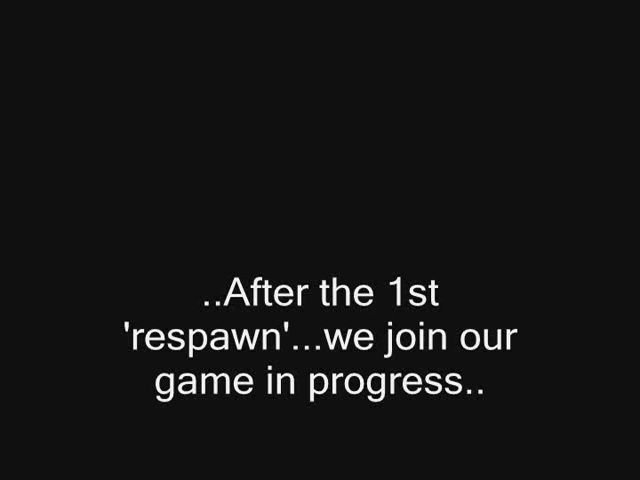 ..After the 1st
'respawn'...we join our
game in progress..